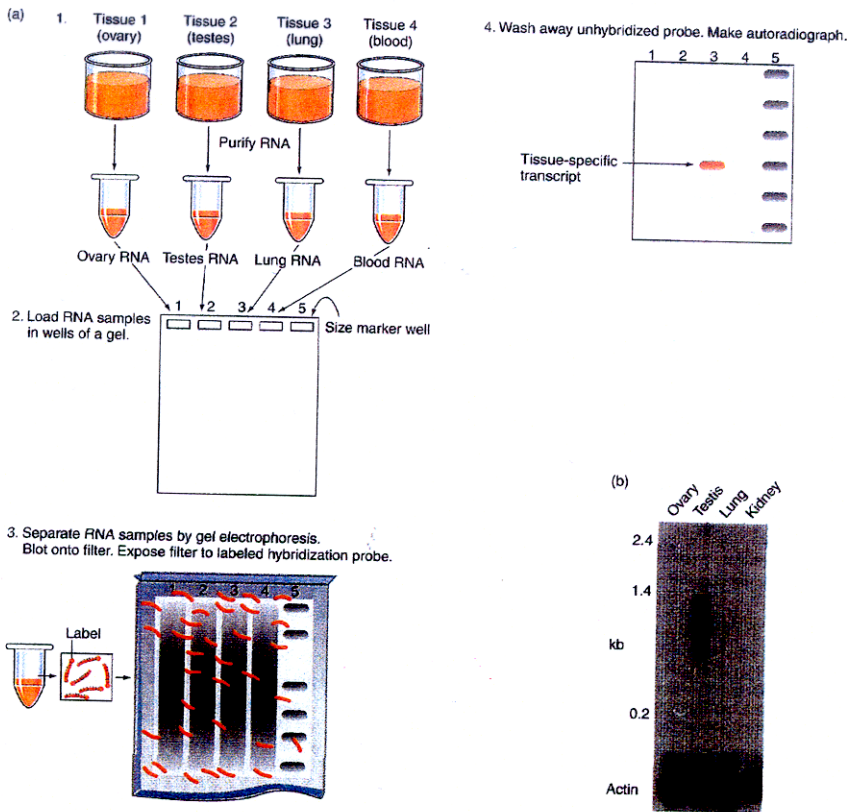 (a)
1.
Tissue 1
(ovary)
Tissue 2
(testes)
Tissue 3
(lung)
Tissue 4
(blood)
Purify RNA
Ovary RNA
Testes RNA
Lung RNA
Blood RNA
2. Load RNA samples
in wells of a gel.
1 2 3 4 5
Size marker well
3. Separate RNA samples by gel electrophoresis.
Blot onto filter. Expose filter to labeled hybridization probe.
Label
1 2 3 4 5
4. Wash away unhybridized probe. Make autoradiograph.
1 2 3 4 5
Tissue-specific
transcript
(b)
Ovary
Testis
Lung
Kidney
2.4
1.4
kb
0.2
Actin